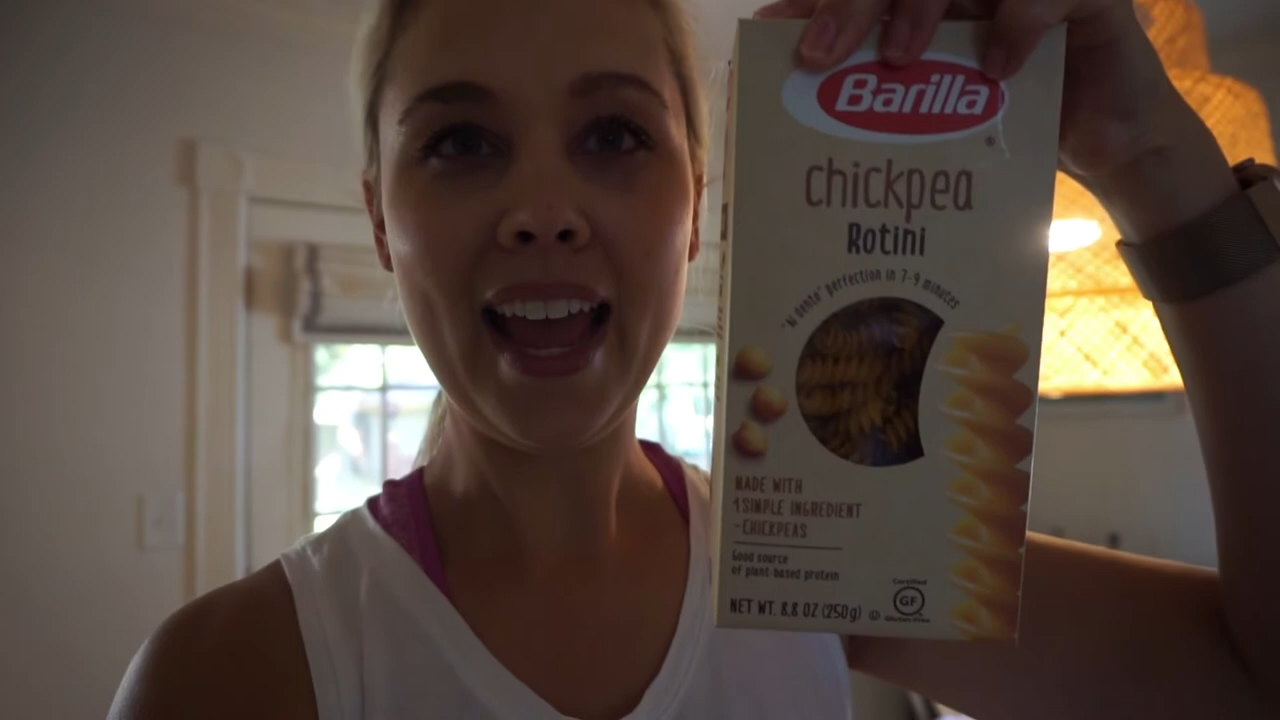 Barilla
®
chickpea
Rotini
"Al dente" perfection in 7-9 minutes
MADE WITH
1 SIMPLE INGREDIENT
-CHICKPEAS
Good source
of plant-based protein
NET WT. 8.8 OZ (250g)
Certified
GF
Gluten-Free